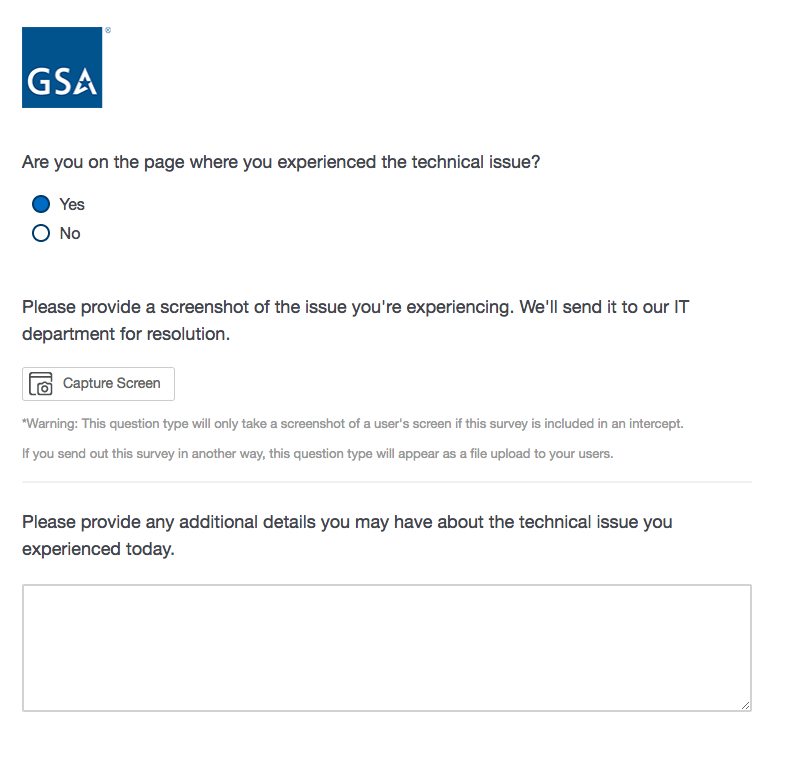 ®
GSA
Are you on the page where you experienced the technical issue?
Yes
No
Please provide a screenshot of the issue you're experiencing. We'll send it to our IT
department for resolution.
Capture Screen
*Warning: This question type will only take a screenshot of a user's screen if this survey is included in an intercept.
If you send out this survey in another way, this question type will appear as a file upload to your users.
Please provide any additional details you may have about the technical issue you
experienced today.